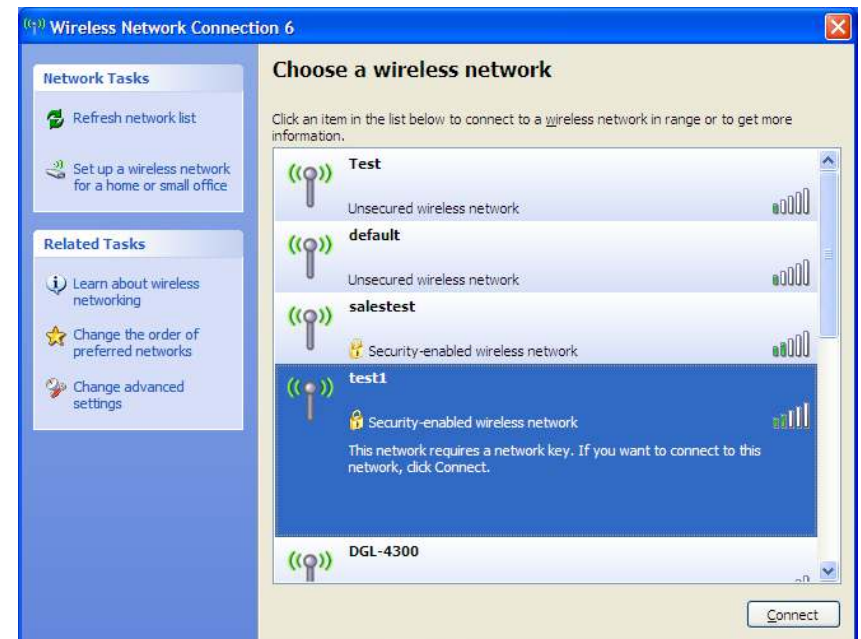 Wireless Network Connection 6
Network Tasks
Refresh network list
Set up a wireless network
for a home or small office
Related Tasks
Learn about wireless
networking
Change the order of
preferred networks
Change advanced
settings
Choose a wireless network
Click an item in the list below to connect to a wireless network in range or to get more
information.
Test
Unsecured wireless network
default
Unsecured wireless network
salestest
Security-enabled wireless network
test1
Security-enabled wireless network
This network requires a network key. If you want to connect to this
network, click Connect.
DGL-4300
Connect